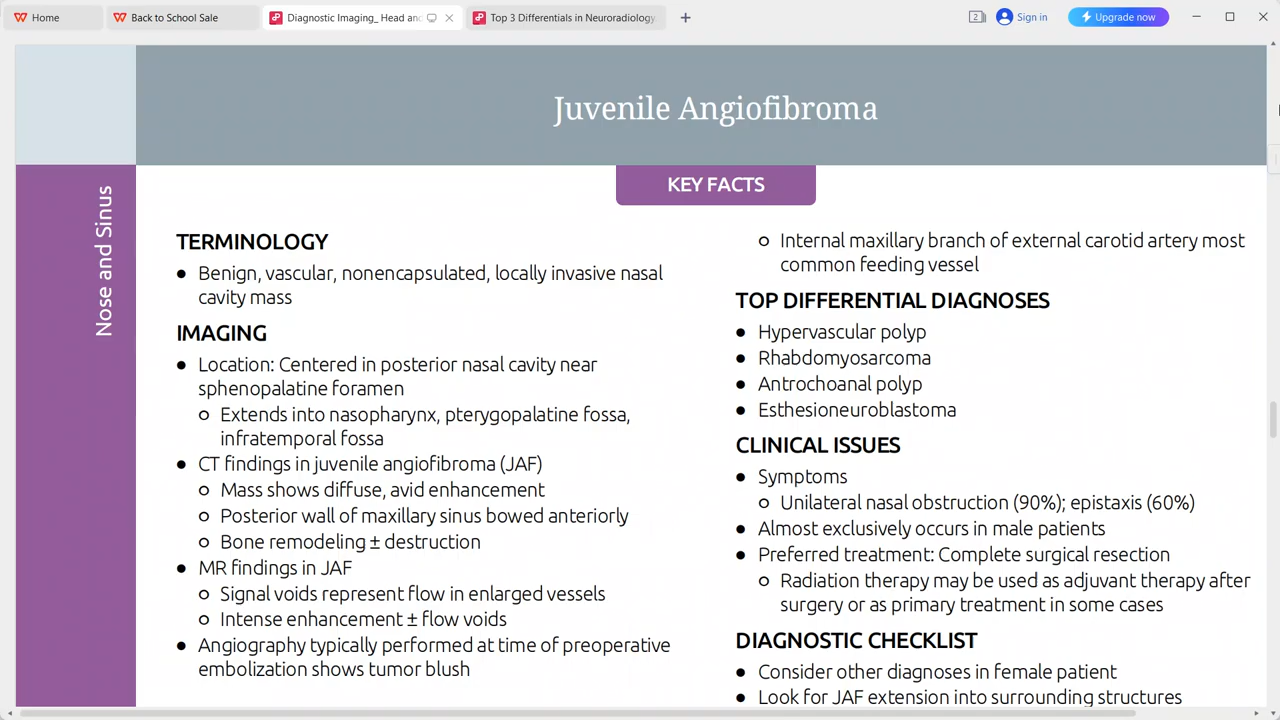 Home
Back to School Sale
Diagnostic Imaging_ Head and
Top 3 Differentials in Neuroradiology
2
Sign in
Upgrade now
Juvenile Angiofibroma
Nose and Sinus
KEY FACTS
TERMINOLOGY
● Benign, vascular, nonencapsulated, locally invasive nasal
cavity mass
IMAGING
● Location: Centered in posterior nasal cavity near
sphenopalatine foramen
○ Extends into nasopharynx, pterygopalatine fossa,
infratemporal fossa
● CT findings in juvenile angiofibroma (JAF)
○ Mass shows diffuse, avid enhancement
○ Posterior wall of maxillary sinus bowed anteriorly
○ Bone remodeling ± destruction
● MR findings in JAF
○ Signal voids represent flow in enlarged vessels
○ Intense enhancement ± flow voids
● Angiography typically performed at time of preoperative
embolization shows tumor blush
○ Internal maxillary branch of external carotid artery most
common feeding vessel
TOP DIFFERENTIAL DIAGNOSES
● Hypervascular polyp
● Rhabdomyosarcoma
● Antrochoanal polyp
● Esthesioneuroblastoma
CLINICAL ISSUES
● Symptoms
○ Unilateral nasal obstruction (90%); epistaxis (60%)
● Almost exclusively occurs in male patients
● Preferred treatment: Complete surgical resection
○ Radiation therapy may be used as adjuvant therapy after
surgery or as primary treatment in some cases
DIAGNOSTIC CHECKLIST
● Consider other diagnoses in female patient
● Look for JAF extension into surrounding structures